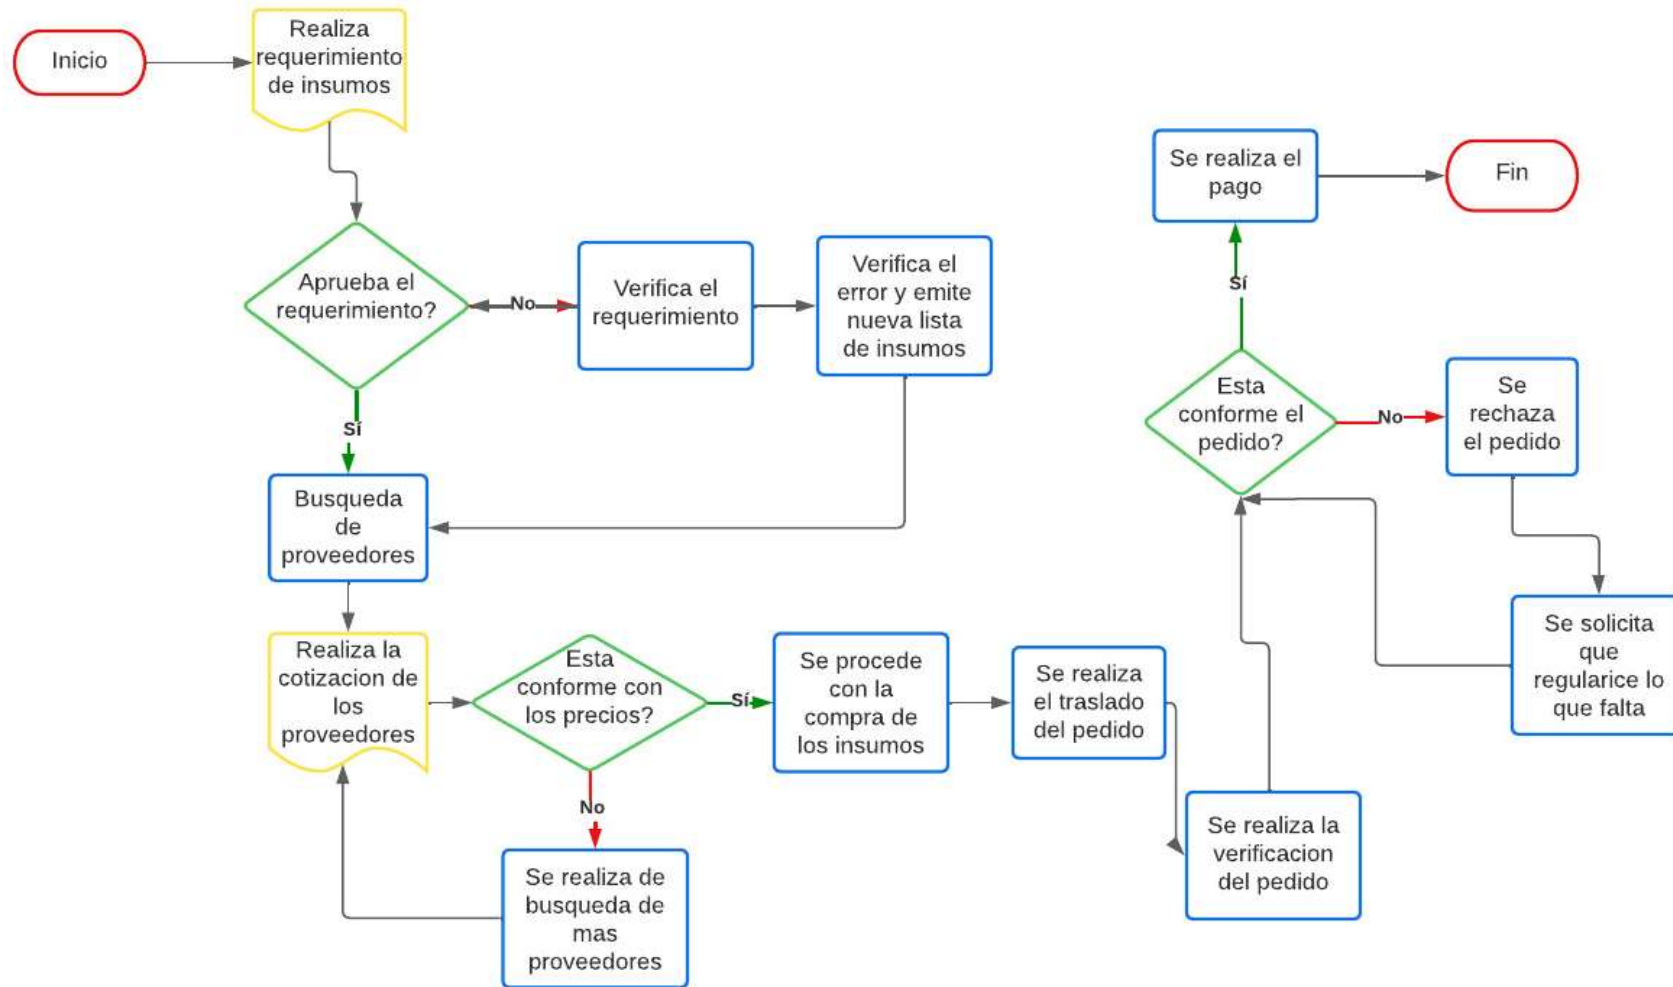 Inicio
Realiza
requerimiento
de insumos
Aprueba el
requerimiento?
No
Verifica el
requerimiento
Verifica el
error y emite
nueva lista
de insumos
Sí
Busqueda
de
proveedores
Realiza la
cotizacion de
los
proveedores
Esta
conforme con
los precios?
Sí
No
Se realiza de
busqueda de
mas
proveedores
Se procede
con la
compra de
los insumos
Se realiza
el traslado
del pedido
Se realiza la
verificacion
del pedido
Esta
conforme el
pedido?
No
Se
rechaza
el pedido
Se solicita
que
regularice lo
que falta
Sí
Se realiza el
pago
Fin